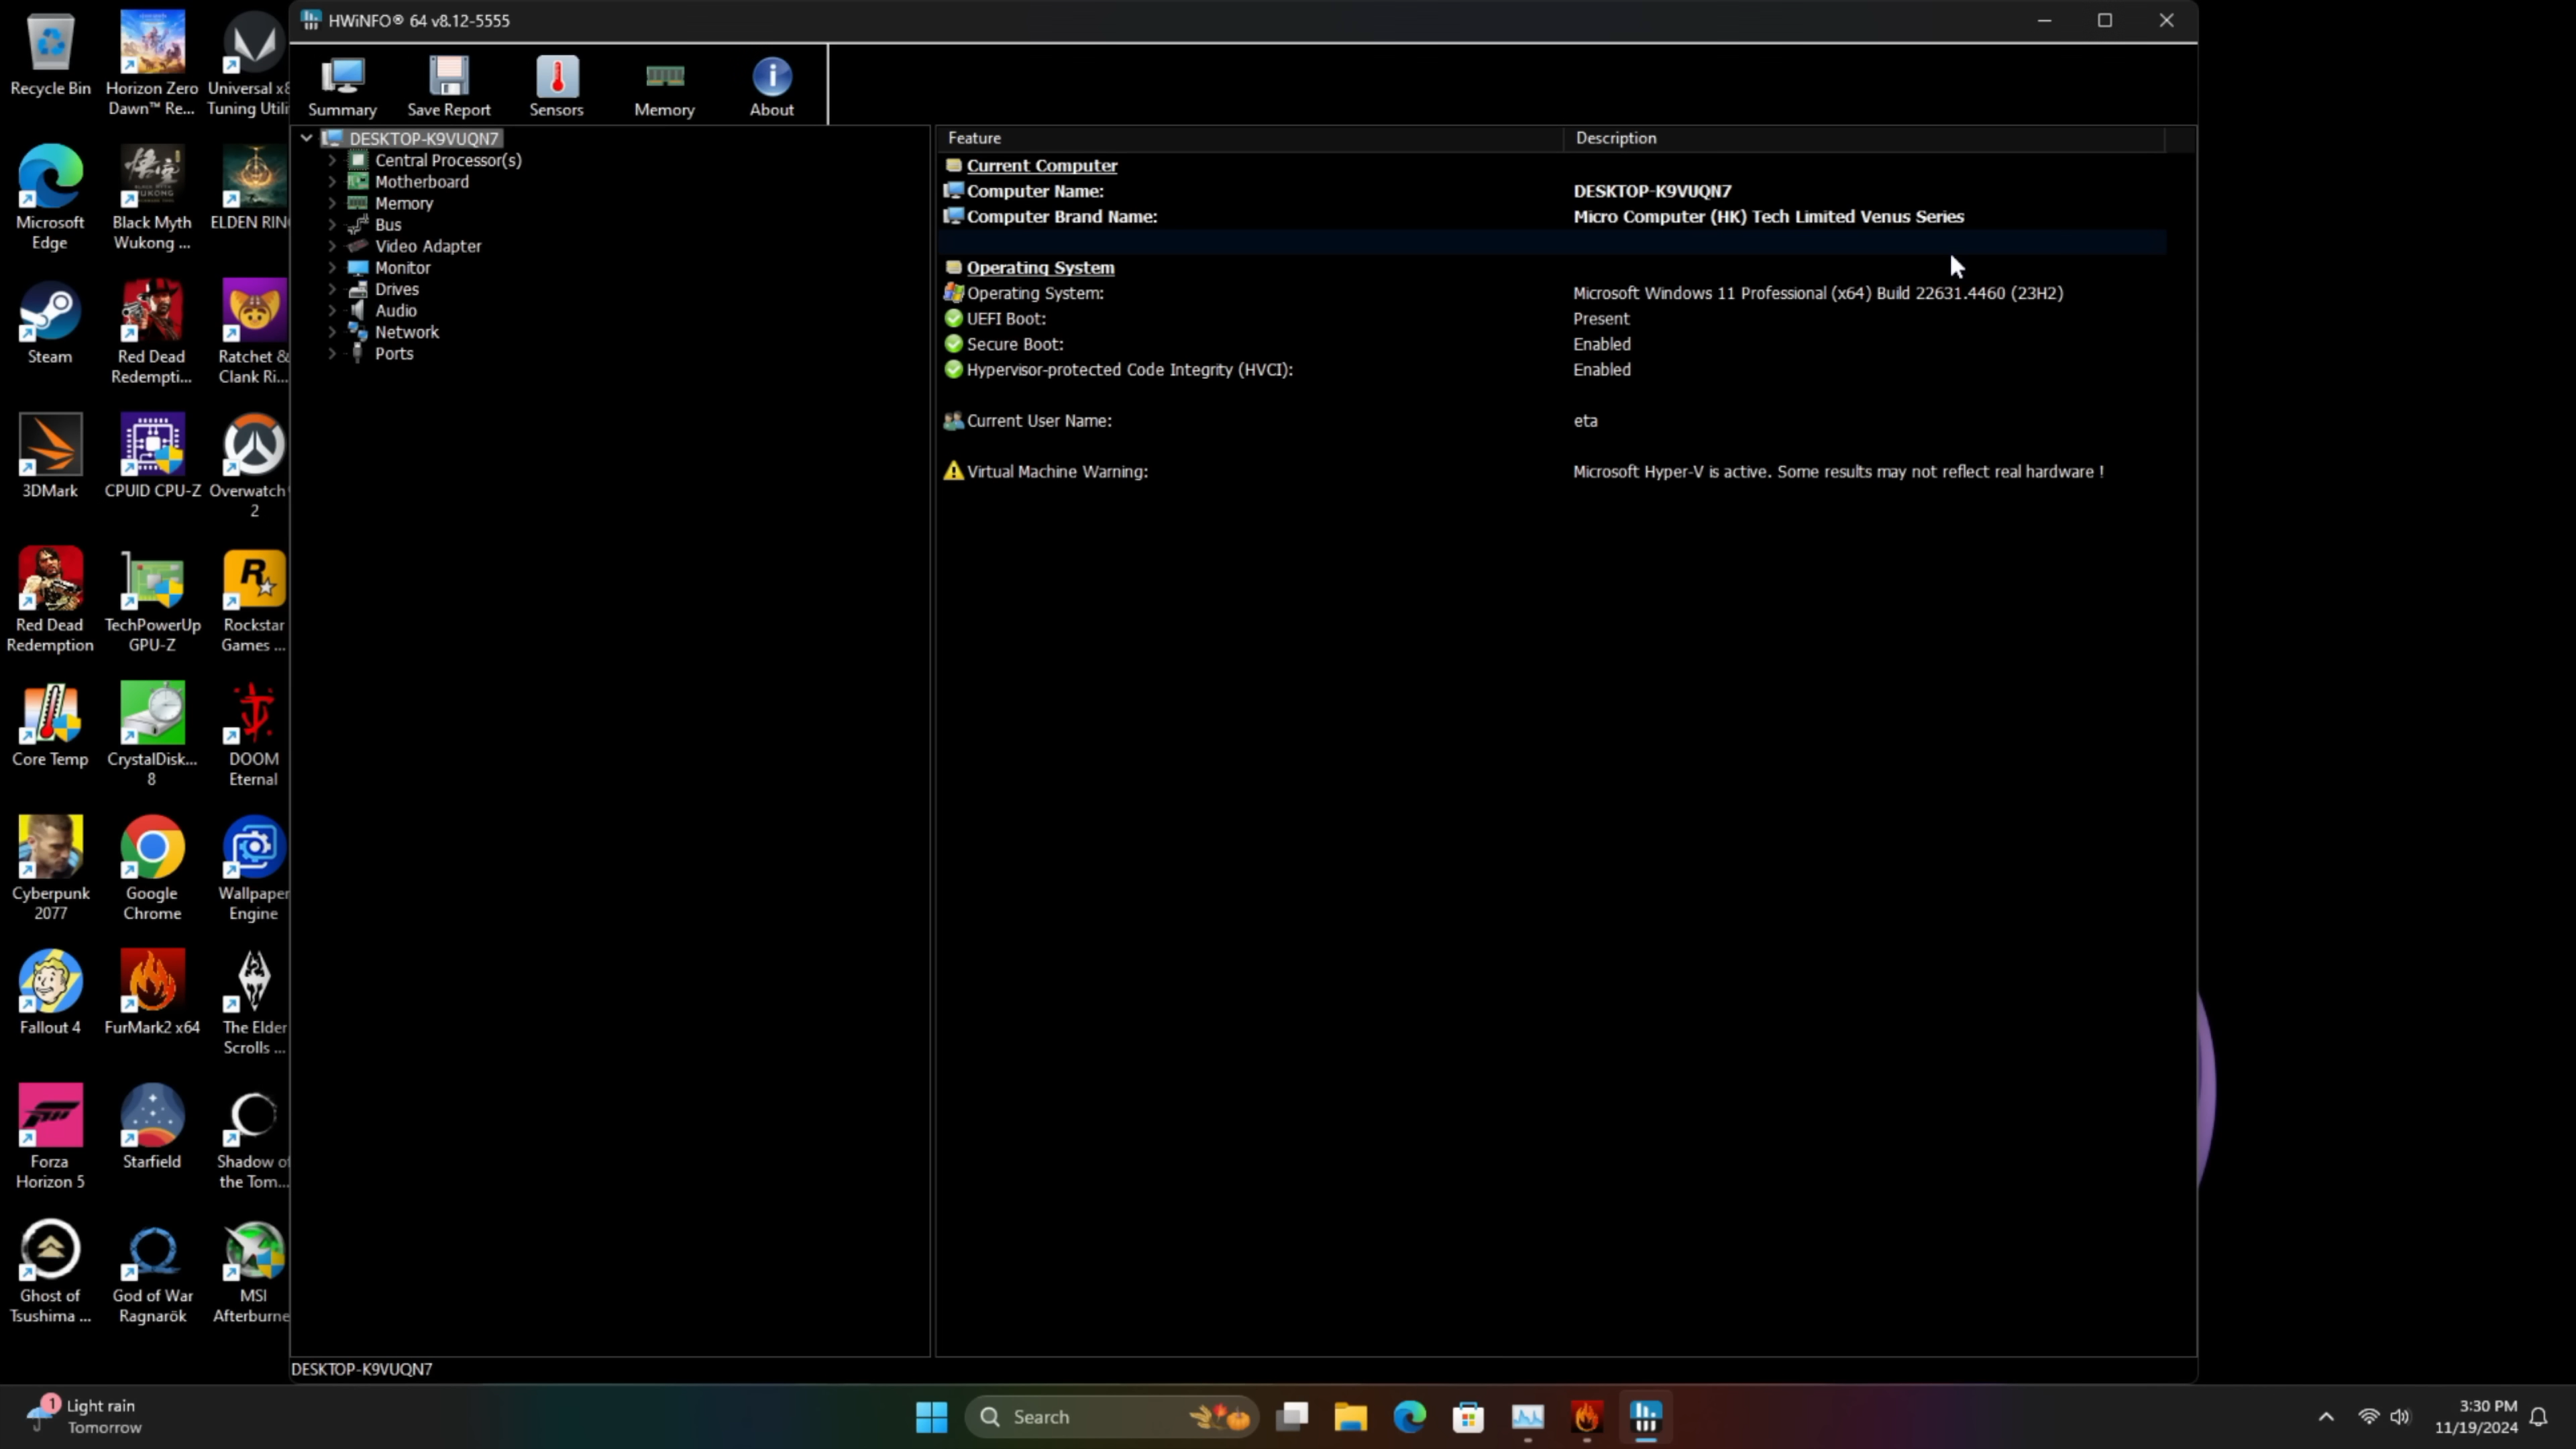 HWiNFO® 64 v8.12-5555
Summary
Save Report
Sensors
Memory
About
Recycle Bin
Horizon Zero
Dawn™ Re...
Universal x8
Tuning Utili
Microsoft
Edge
Black Myth
Wukong ...
ELDEN RING
Steam
Red Dead
Redempti...
Ratchet &
Clank Ri...
3DMark
CPUID CPU-Z
Overwatch
2
Red Dead
Redemption
TechPowerUp
GPU-Z
Rockstar
Games ...
Core Temp
CrystalDisk...
8
DOOM
Eternal
Cyberpunk
2077
Google
Chrome
Wallpaper
Engine
Fallout 4
FurMark2 x64
The Elder
Scrolls ...
Forza
Horizon 5
Starfield
Shadow of
the Tom...
Ghost of
Tsushima ...
God of War
Ragnarök
MSI
Afterburne
DESKTOP-K9VUQN7
Central Processor(s)
Motherboard
Memory
Bus
Video Adapter
Monitor
Drives
Audio
Network
Ports
Feature Description
Current Computer
Computer Name: DESKTOP-K9VUQN7
Computer Brand Name: Micro Computer (HK) Tech Limited Venus Series
Operating System
Operating System: Microsoft Windows 11 Professional (x64) Build 22631.4460 (23H2)
UEFI Boot: Present
Secure Boot: Enabled
Hypervisor-protected Code Integrity (HVCI): Enabled
Current User Name: eta
Virtual Machine Warning: Microsoft Hyper-V is active. Some results may not reflect real hardware !
DESKTOP-K9VUQN7
1
Light rain
Tomorrow
Search
3:30 PM
11/19/2024